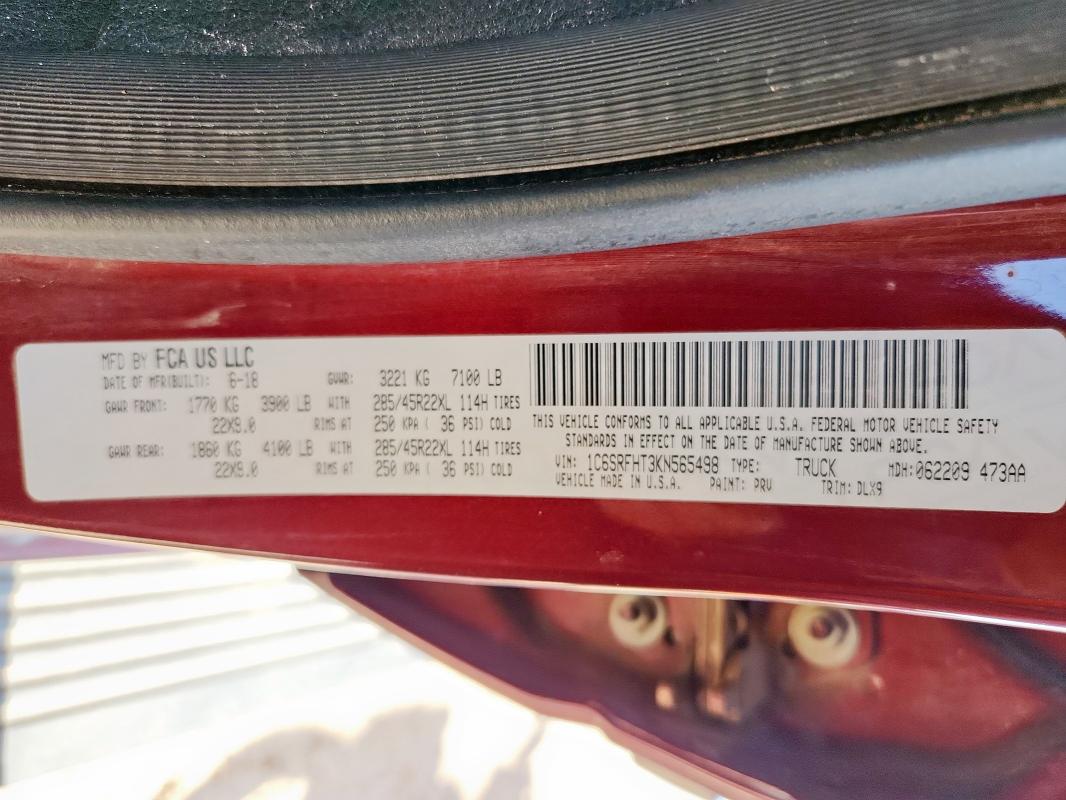 MFD BY FCA US LLC
DATE OF MFR(BUILT): 6-18 GVWR: 3221 KG 7100 LB
GAWR FRONT: 1770 KG 3900 LB WITH 285/45R22XL 114H TIRES
22X9.0 RIMS AT 250 KPA ( 36 PSI) COLD
GAWR REAR: 1860 KG 4100 LB WITH 285/45R22XL 114H TIRES
22X9.0 RIMS AT 250 KPA ( 36 PSI) COLD
THIS VEHICLE CONFORMS TO ALL APPLICABLE U.S.A. FEDERAL MOTOR VEHICLE SAFETY
STANDARDS IN EFFECT ON THE DATE OF MANUFACTURE SHOWN ABOVE.
VIN: 1C6SRFHT3KN565498 TYPE: TRUCK MDH: 062209 473AA
VEHICLE MADE IN U.S.A. PAINT: PRV TRIM: DLX9